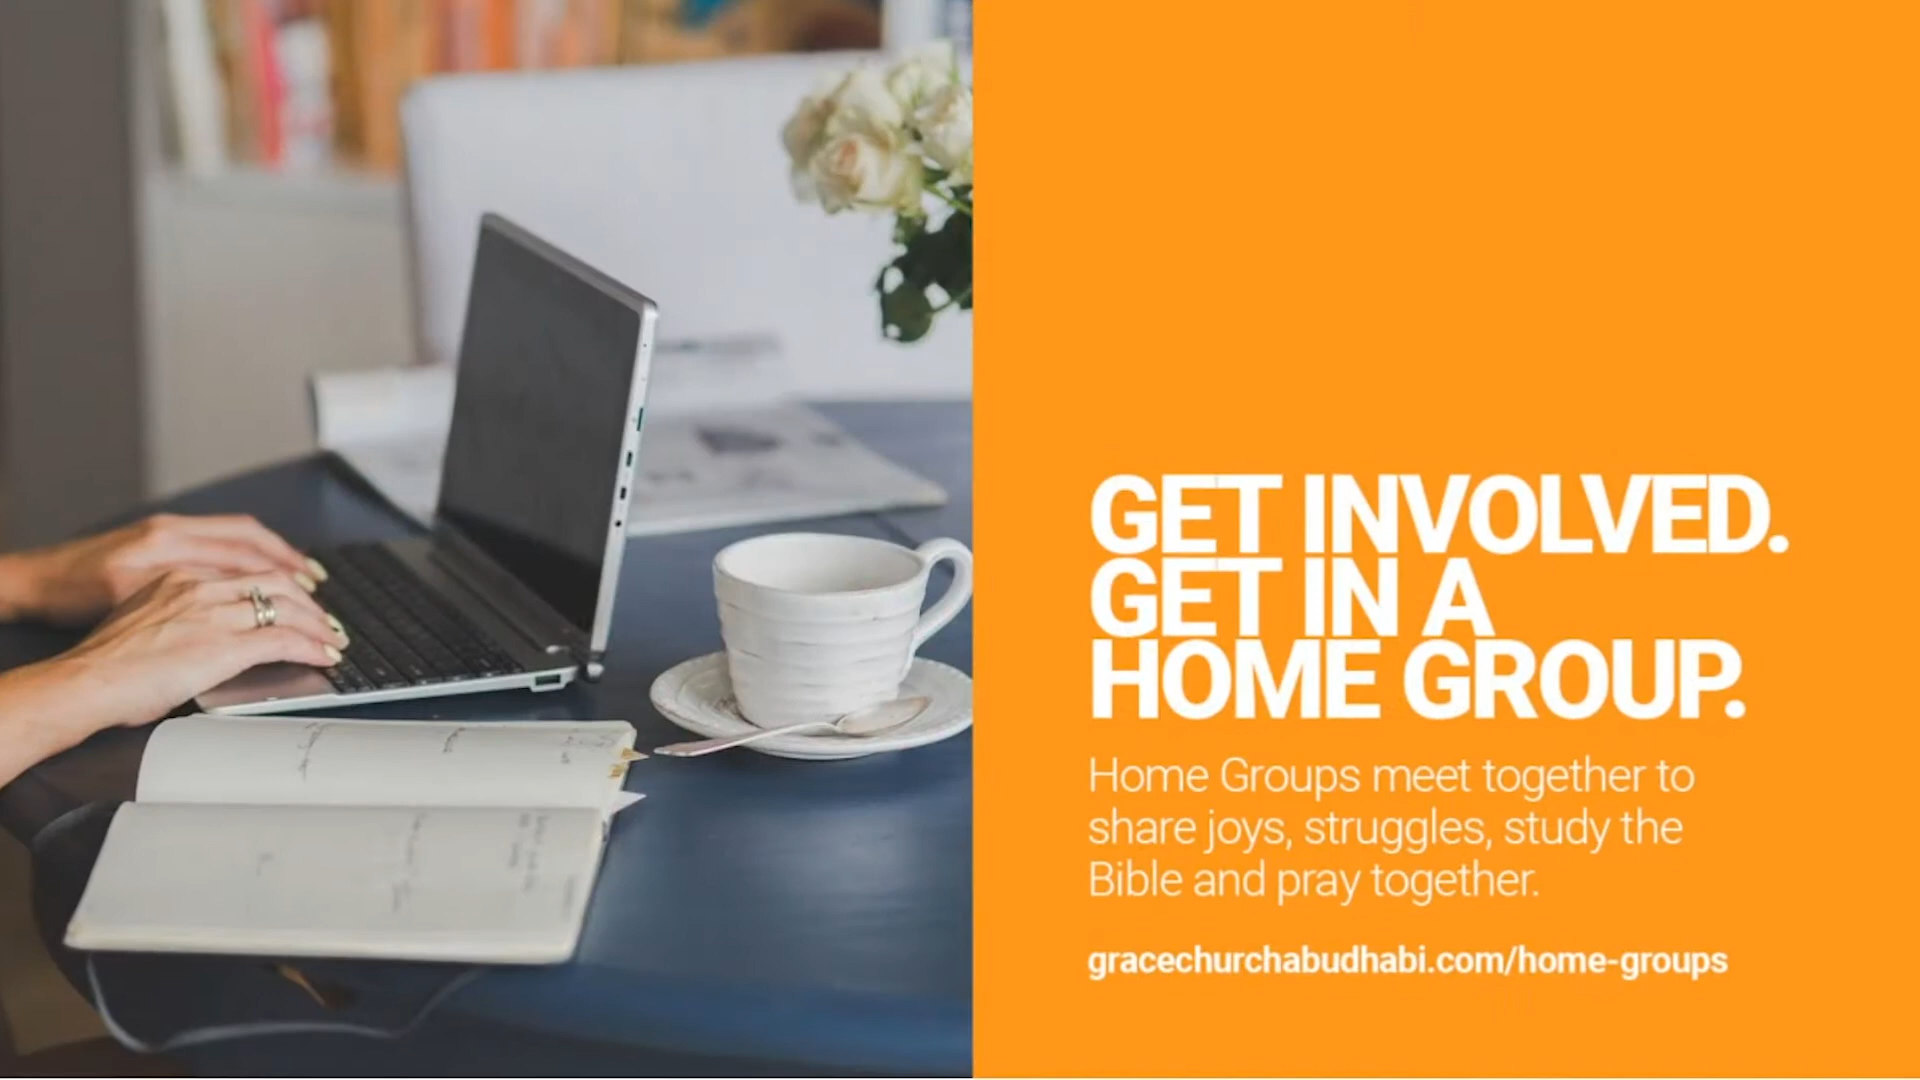 GET INVOLVED.
GET IN A
HOME GROUP.
Home Groups meet together to
share joys, struggles, study the
Bible and pray together.
gracechurchabudhabi.com/home-groups